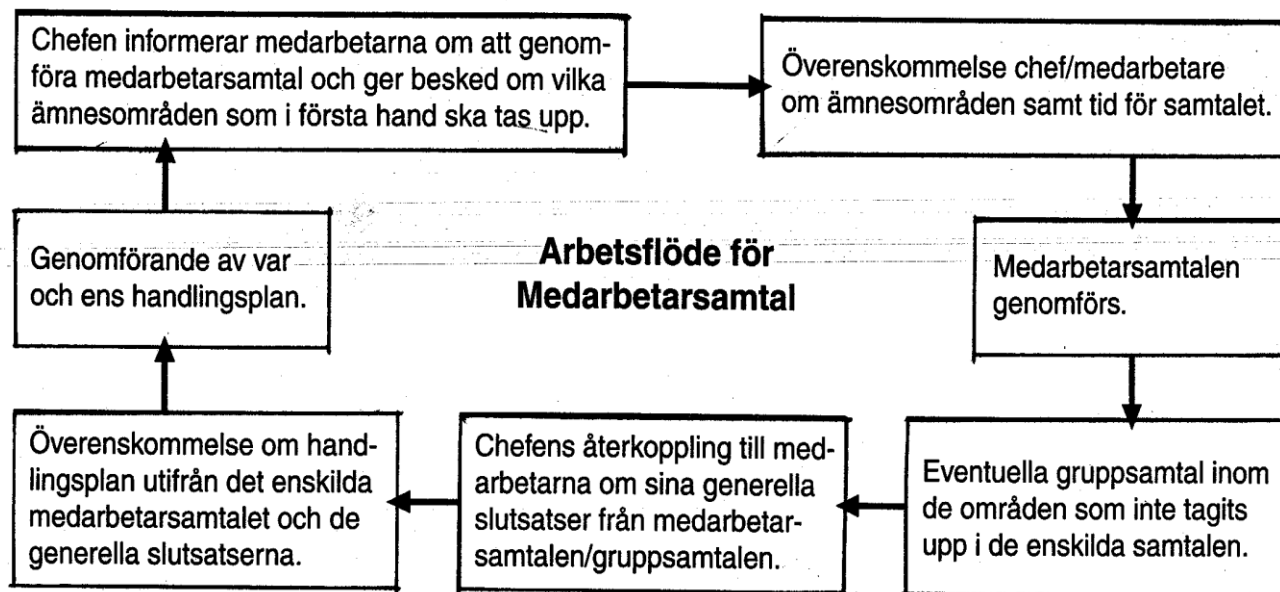 Chefen informerar medarbetarna om att genom-
föra medarbetarsamtal och ger besked om vilka
ämnesområden som i första hand ska tas upp.
Överenskommelse chef/medarbetare
om ämnesområden samt tid för samtalet.
Arbetsflöde för
Medarbetarsamtal
Medarbetarsamtalen
genomförs.
Eventuella gruppsamtal inom
de områden som inte tagits
upp i de enskilda samtalen.
Chefens återkoppling till med-
arbetarna om sina generella
slutsatser från medarbetar-
samtalen/gruppsamtalen.
Överenskommelse om hand-
lingsplan utifrån det enskilda
medarbetarsamtalet och de
generella slutsatserna.
Genomförande av var
och ens handlingsplan.